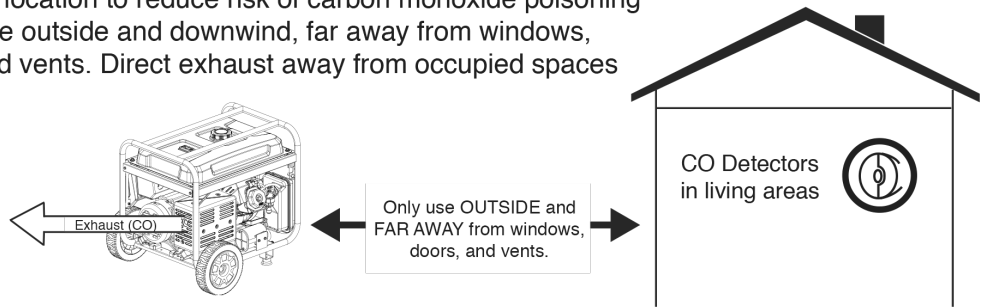 location to reduce risk of carbon monoxide poisoning
e outside and downwind, far away from windows,
d vents. Direct exhaust away from occupied spaces
CO Detectors
in living areas
Exhaust (CO)
Only use OUTSIDE and
FAR AWAY from windows,
doors, and vents.